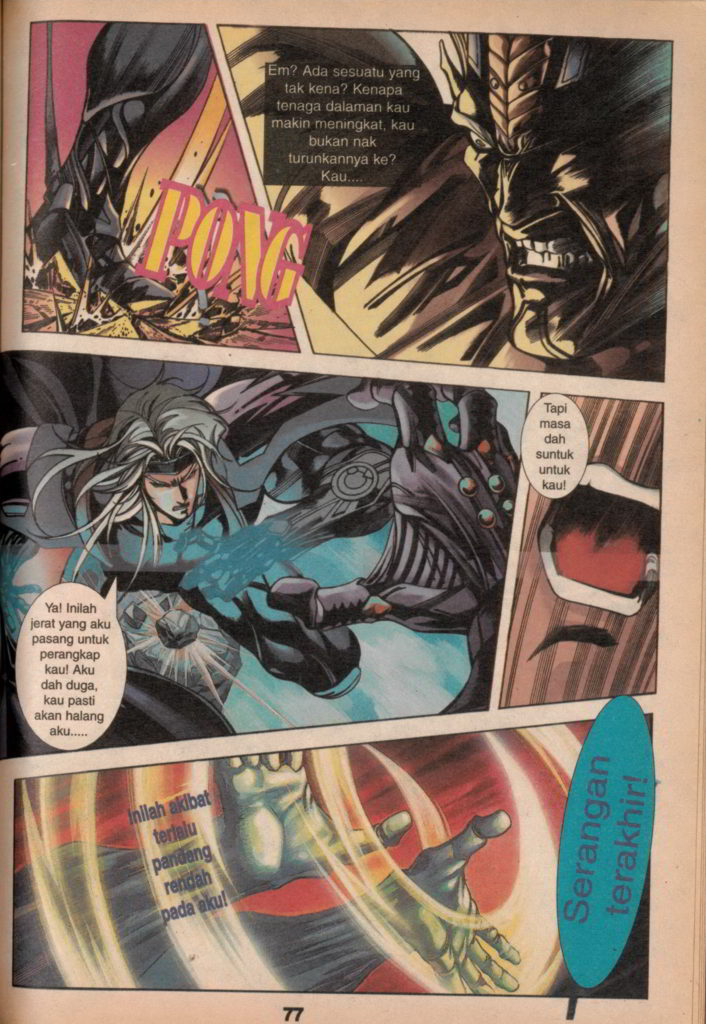 PONG
Em? Ada sesuatu yang
tak kena? Kenapa
tenaga dalaman kau
makin meningkat, kau
bukan nak
turunkannya ke?
Kau....
Ya! Inilah
jerat yang aku
pasang untuk
perangkap
kau! Aku
dah duga,
kau pasti
akan halang
aku.....
Tapi
masa
dah
suntuk
untuk
kau!
Inilah akibat
terlalu
pandang
rendah
pada aku!
Serangan
terakhir!
77